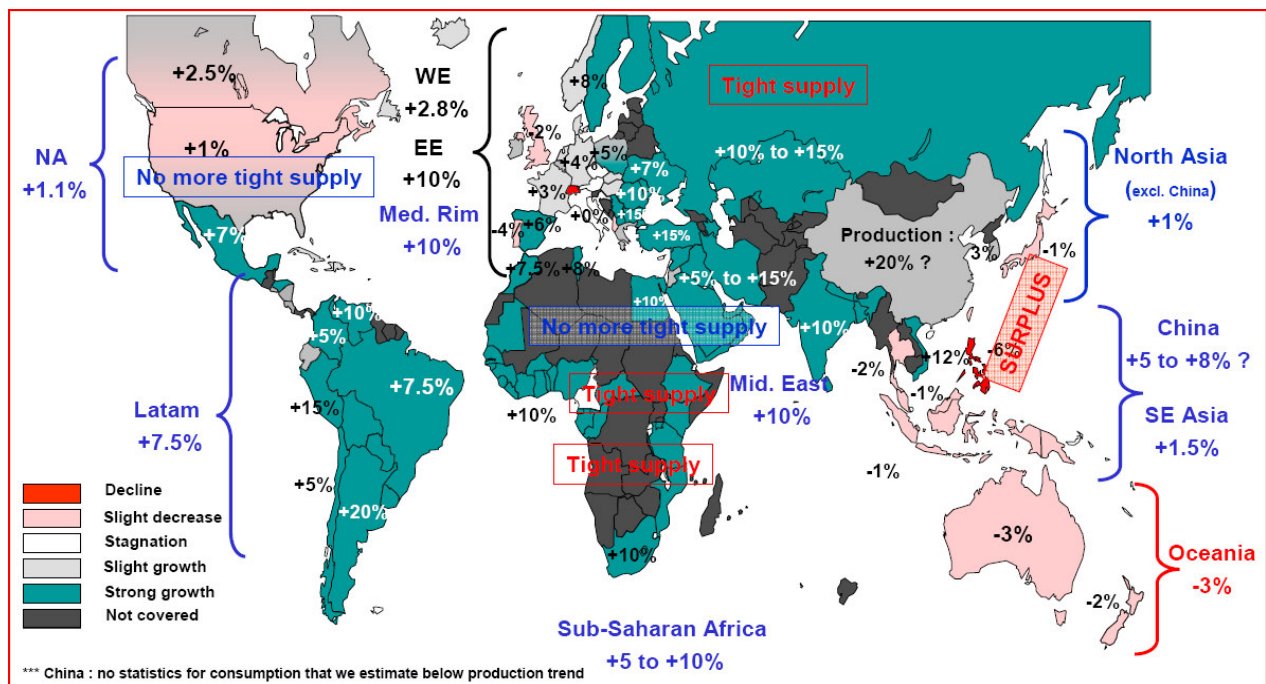 +2.5%
WE
+2.8%
+8%
Tight supply
NA
+1.1%
+1%
No more tight supply
EE
+10%
-2%
+5%
+4%
+7%
+10% to +15%
North Asia
(excl. China)
+1%
Med. Rim
+10%
+3%
+10%
+0%
+15%
-4%
+6%
+15%
Production :
+20% ?
3%
-1%
+7%
+7.5%
+8%
+5% to +15%
SURPLUS
+10%
+5%
+10%
No more tight supply
+10%
China
+5 to +8% ?
-2%
+12%
-6%
-1%
+7.5%
Latam
+7.5%
+15%
+10%
Tight supply
Mid. East
+10%
SE Asia
+1.5%
Tight supply
-1%
+5%
+20%
+10%
-3%
Oceania
-3%
-2%
Decline
Slight decrease
Stagnation
Slight growth
Strong growth
Not covered
Sub-Saharan Africa
+5 to +10%
*** China : no statistics for consumption that we estimate below production trend